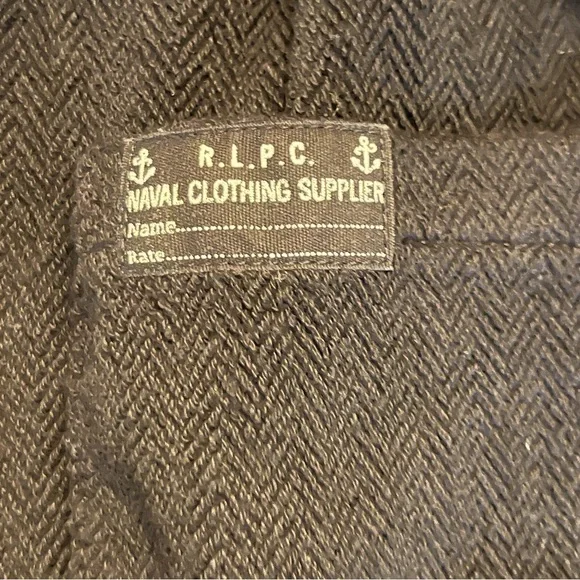 R.L.P.C.
NAVAL CLOTHING SUPPLIER
Name..............................
Rate................................